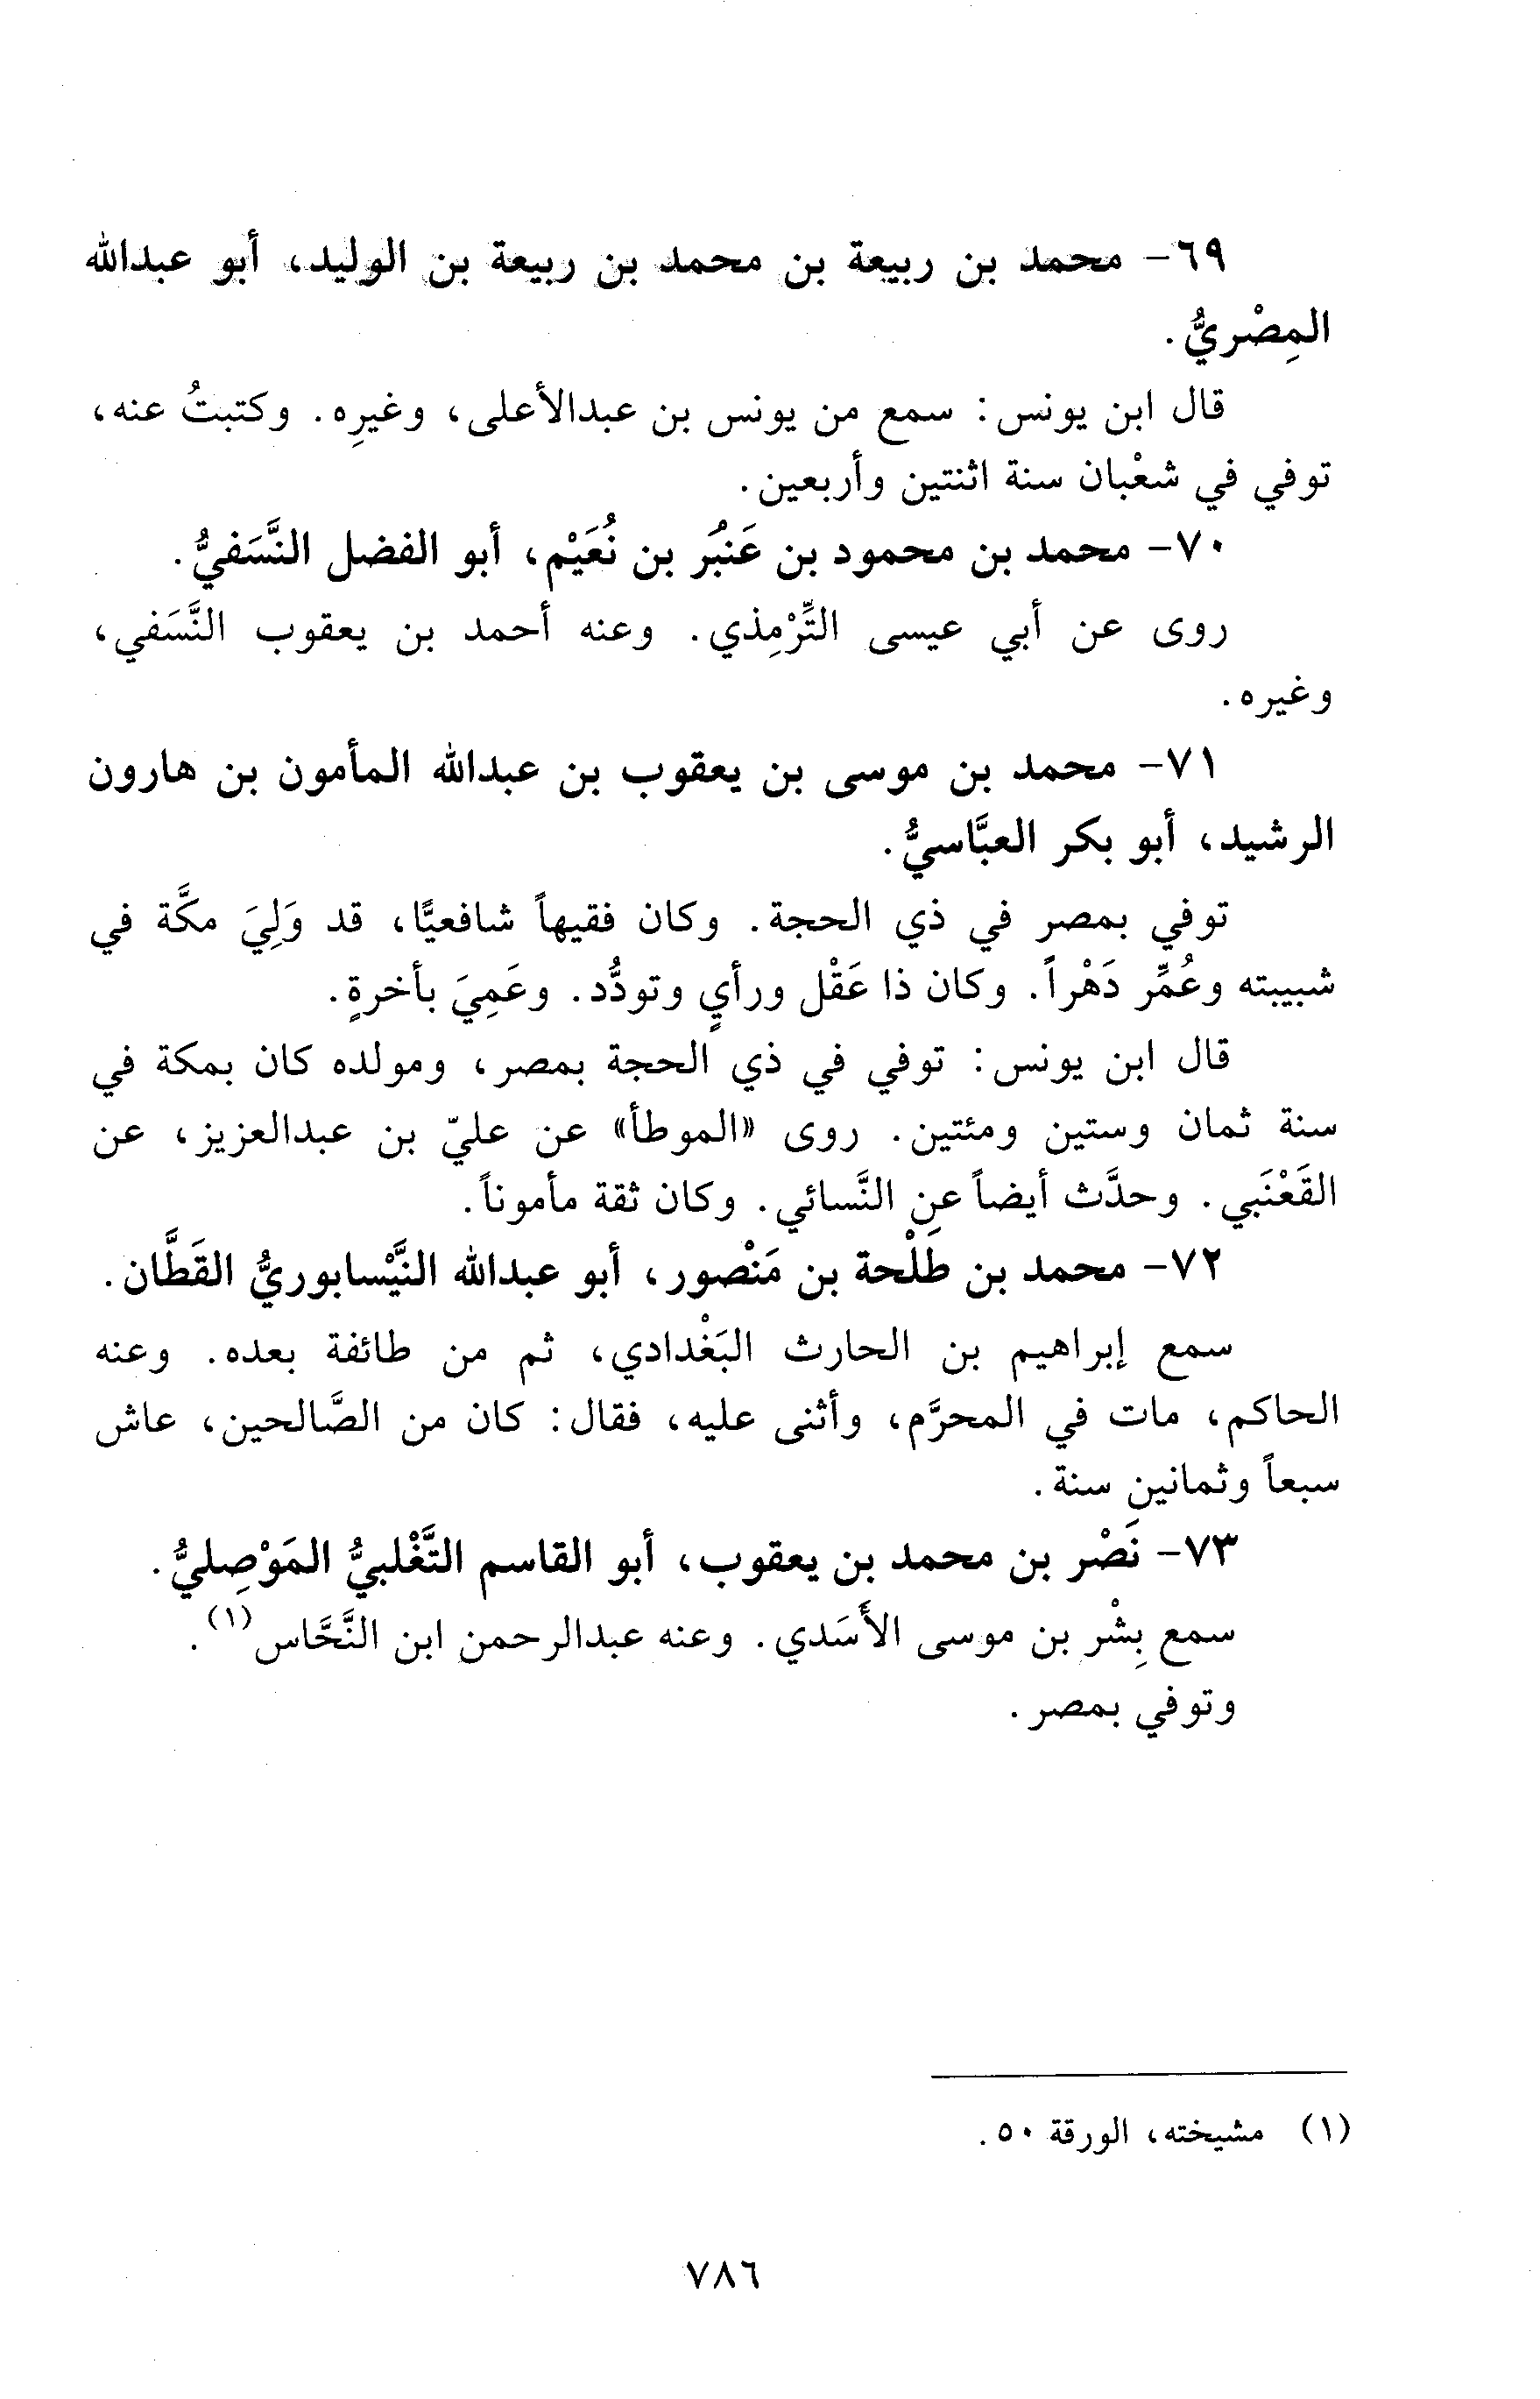 ٦٩- محمد بن ربيعة بن محمد بن ربيعة بن الوليد، أبو عبدالله
المِصْريُّ.
قال ابن يونس: سمع من يونس بن عبدالأعلى، وغيرِه. وكتبتُ عنه،
توفي في شعْبان سنة اثنتين وأربعين.
٧٠- محمد بن محمود بن عَنْبَر بن نُعَيْم، أبو الفضل النَّسَفيُّ.
روى عن أبي عيسى التِّرْمِذي. وعنه أحمد بن يعقوب النَّسَفي،
وغيره.
٧١- محمد بن موسى بن يعقوب بن عبدالله المأمون بن هارون
الرشيد، أبو بكر العبَّاسيُّ.
توفي بمصر في ذي الحجة. وكان فقيهاً شافعيًّا، قد وَلِيَ مكَّة في
شبيبته وعُمِّر دَهْراً. وكان ذا عَقْل ورأيٍ وتودُّد. وعَمِيَ بأخرةٍ.
قال ابن يونس: توفي في ذي الحجة بمصر، ومولده كان بمكة في
سنة ثمان وستين ومئتين. روى «الموطأ» عن عليّ بن عبدالعزيز، عن
القَعْنَبي. وحدَّث أيضاً عن النَّسائي. وكان ثقة مأموناً.
٧٢- محمد بن طَلْحة بن مَنْصور، أبو عبدالله النَّيْسابوريُّ القَطَّان.
سمع إبراهيم بن الحارث البَغْدادي، ثم من طائفة بعده. وعنه
الحاكم، مات في المحرَّم، وأثنى عليه، فقال: كان من الصَّالحين، عاش
سبعاً وثمانين سنة.
٧٣- نَصْر بن محمد بن يعقوب، أبو القاسم التَّغْلبيُّ المَوْصِليُّ.
سمع بِشْر بن موسى الأَسَدي. وعنه عبدالرحمن ابن النَّحَّاس(١).
وتوفي بمصر.
(١) مشيخته، الورقة ٥٠.
٧٨٦